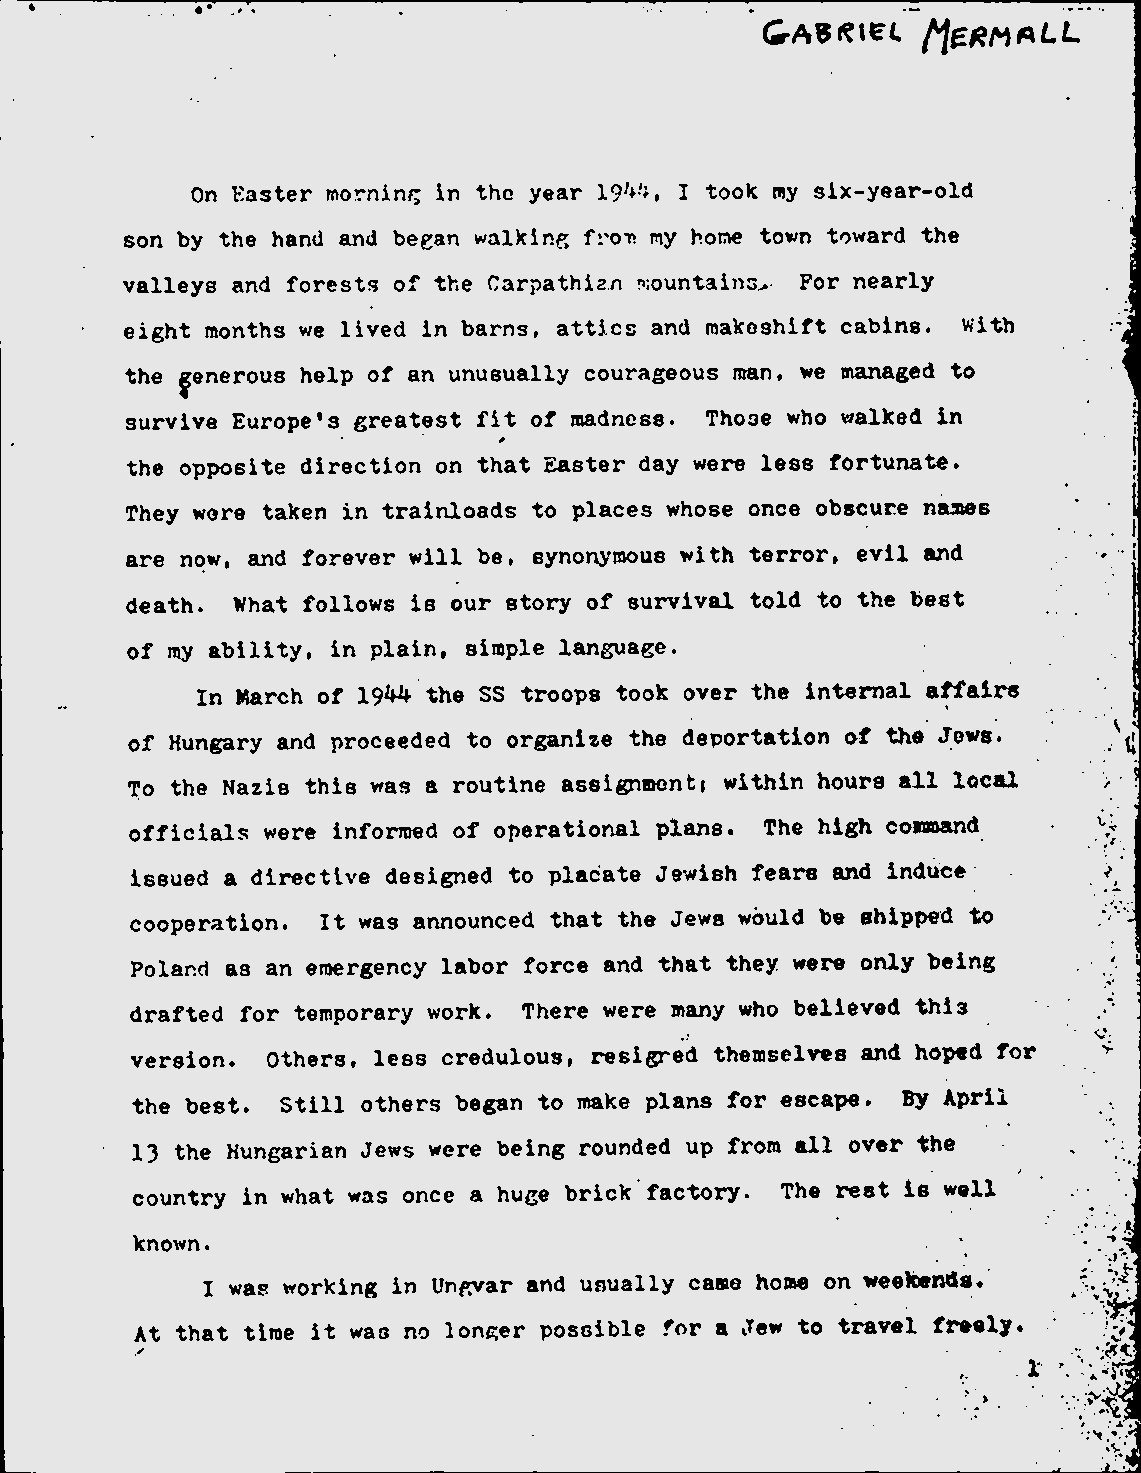 GABRIEL MERMALL
On Easter morning in the year 1944, I took my six-year-old
son by the hand and began walking from my home town toward the
valleys and forests of the Carpathian mountains. For nearly
eight months we lived in barns, attics and makeshift cabins. With
the generous help of an unusually courageous man, we managed to
survive Europe's greatest fit of madness. Those who walked in
the opposite direction on that Easter day were less fortunate.
They were taken in trainloads to places whose once obscure names
are now, and forever will be, synonymous with terror, evil and
death. What follows is our story of survival told to the best
of my ability, in plain, simple language.
In March of 1944 the SS troops took over the internal affairs
of Hungary and proceeded to organize the deportation of the Jews.
To the Nazis this was a routine assignment; within hours all local
officials were informed of operational plans. The high command
issued a directive designed to placate Jewish fears and induce
cooperation. It was announced that the Jews would be shipped to
Poland as an emergency labor force and that they were only being
drafted for temporary work. There were many who believed this
version. Others, less credulous, resigred themselves and hoped for
the best. Still others began to make plans for escape. By April
13 the Hungarian Jews were being rounded up from all over the
country in what was once a huge brick factory. The rest is well
known.
I was working in Ungvar and usually came home on weekends.
At that time it was no longer possible for a Jew to travel freely.
1